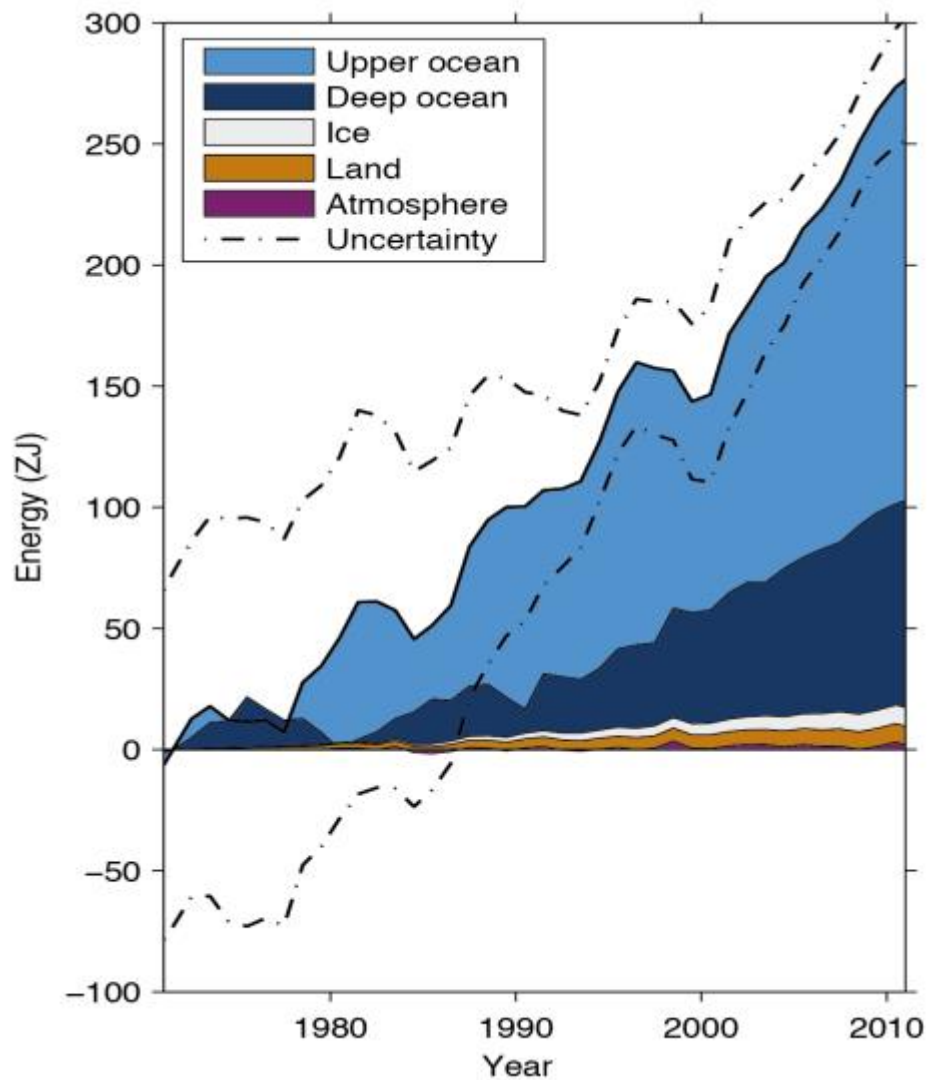 300
250
200
150
100
50
0
−50
−100
Energy (ZJ)
Upper ocean
Deep ocean
Ice
Land
Atmosphere
Uncertainty
1980
1990
2000
2010
Year